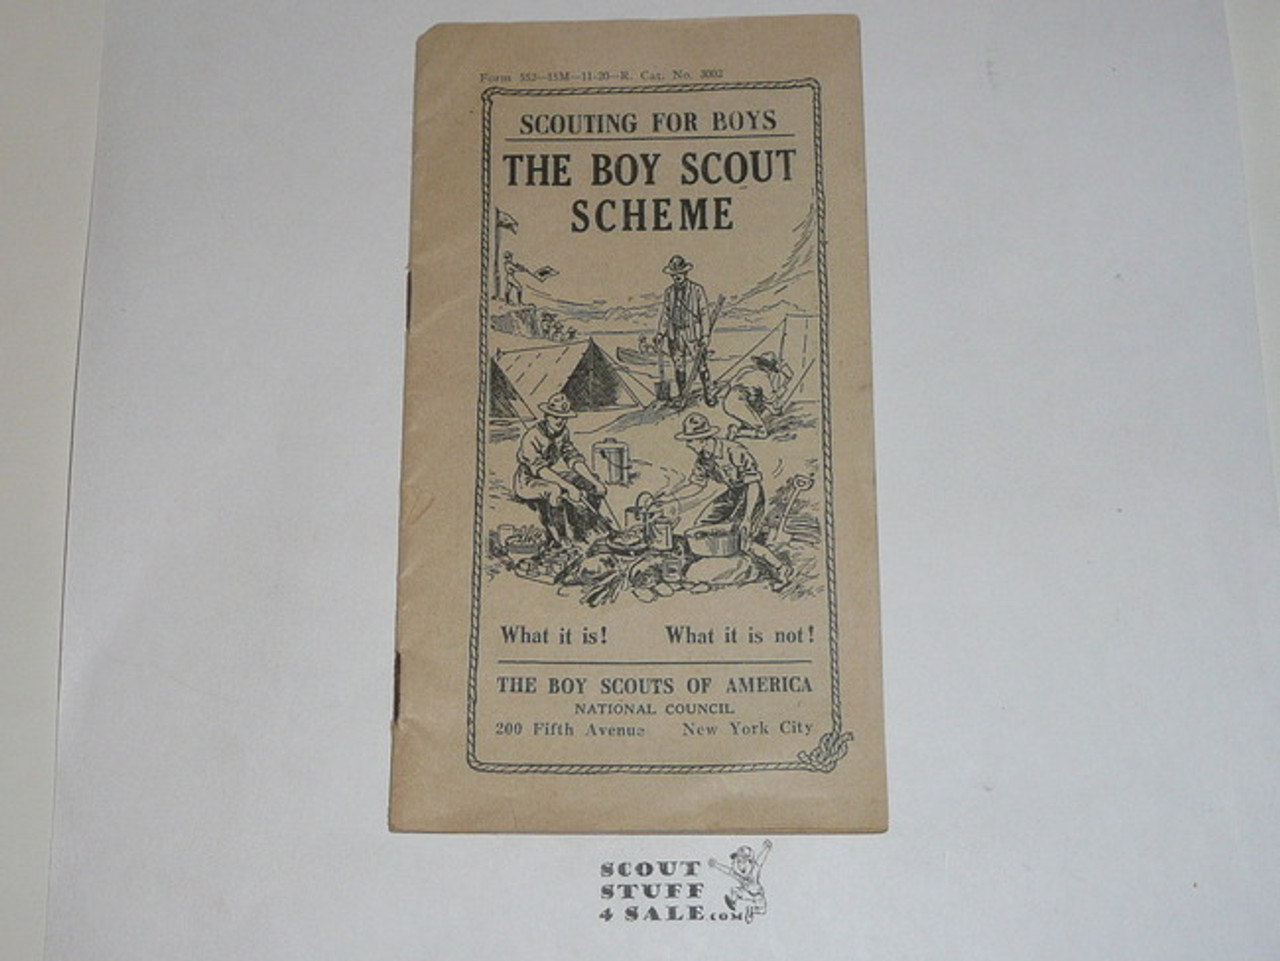 Form 552—15M—11-20—R. Cat. No. 3002
SCOUTING FOR BOYS
THE BOY SCOUT
SCHEME
What it is! What it is not!
THE BOY SCOUTS OF AMERICA
NATIONAL COUNCIL
200 Fifth Avenue New York City
SCOUT
STUFF
4 SALE.COM